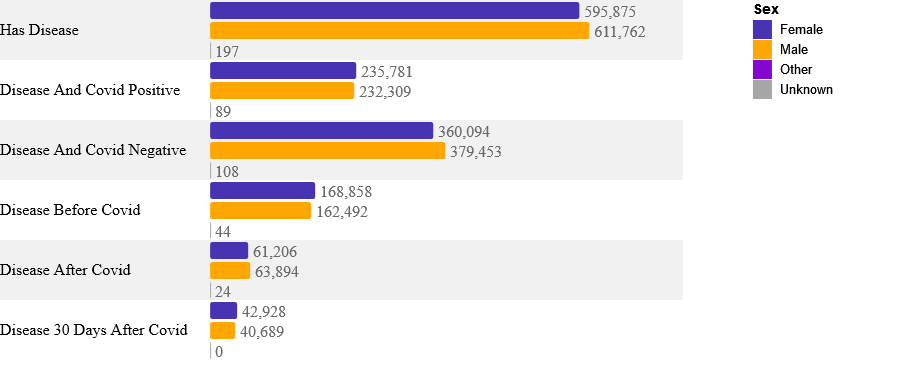 Has Disease
595,875
611,762
197
Disease And Covid Positive
235,781
232,309
89
Disease And Covid Negative
360,094
379,453
108
Disease Before Covid
168,858
162,492
44
Disease After Covid
61,206
63,894
24
Disease 30 Days After Covid
42,928
40,689
0
Sex
Female
Male
Other
Unknown